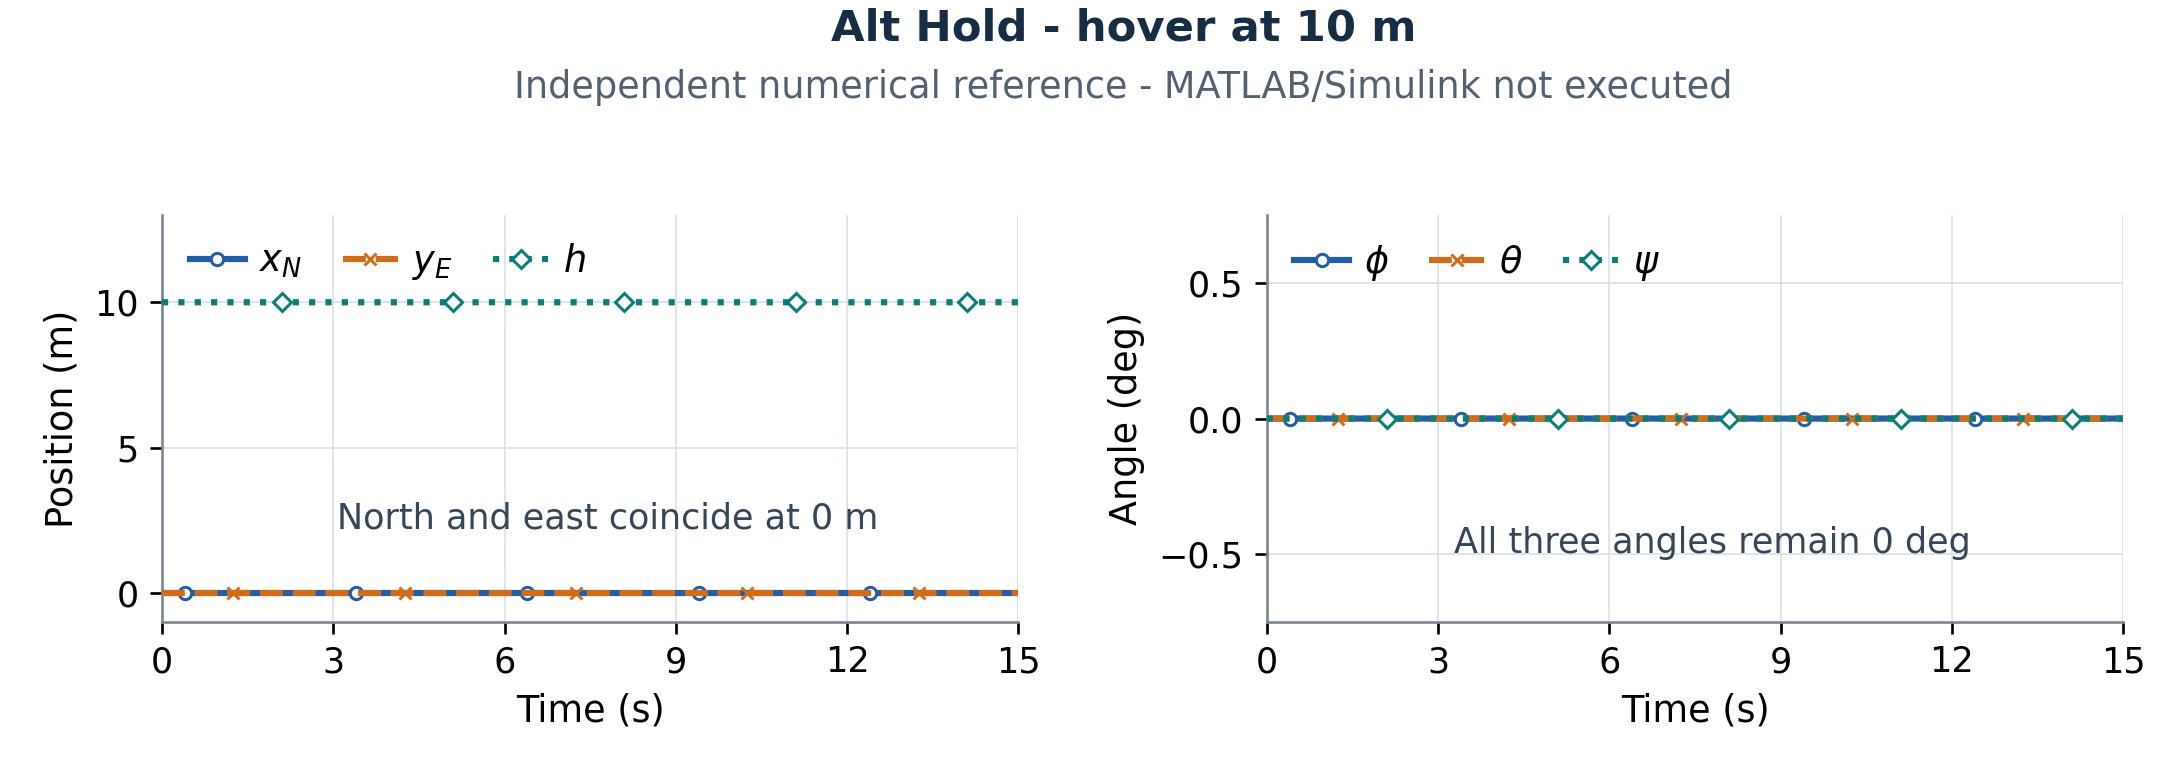 Alt Hold - hover at 10 m
Independent numerical reference - MATLAB/Simulink not executed
x_N y_E h
10
5
0
Position (m)
North and east coincide at 0 m
0 3 6 9 12 15
Time (s)
ϕ θ ψ
0.5
0.0
−0.5
Angle (deg)
All three angles remain 0 deg
0 3 6 9 12 15
Time (s)